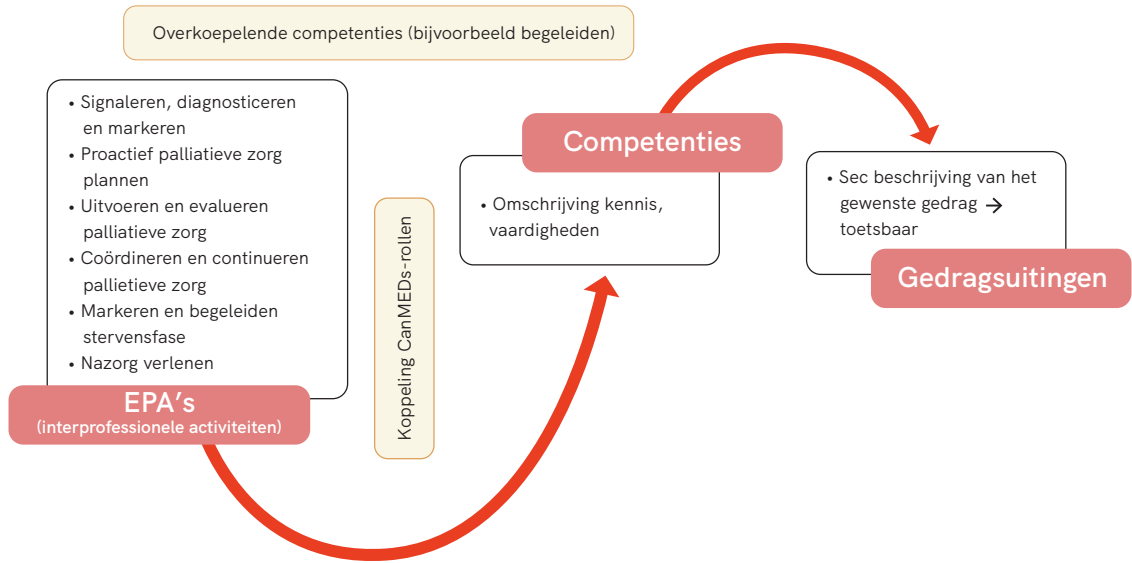 Overkoepelende competenties (bijvoorbeeld begeleiden)
• Signaleren, diagnosticeren
en markeren
• Proactief palliatieve zorg
plannen
• Uitvoeren en evalueren
palliatieve zorg
• Coördineren en continueren
pallietieve zorg
• Markeren en begeleiden
stervensfase
• Nazorg verlenen
EPA's
(interprofessionele activiteiten)
Koppeling CanMEDs-rollen
Competenties
• Omschrijving kennis,
vaardigheden
• Sec beschrijving van het
gewenste gedrag →
toetsbaar
Gedragsuitingen